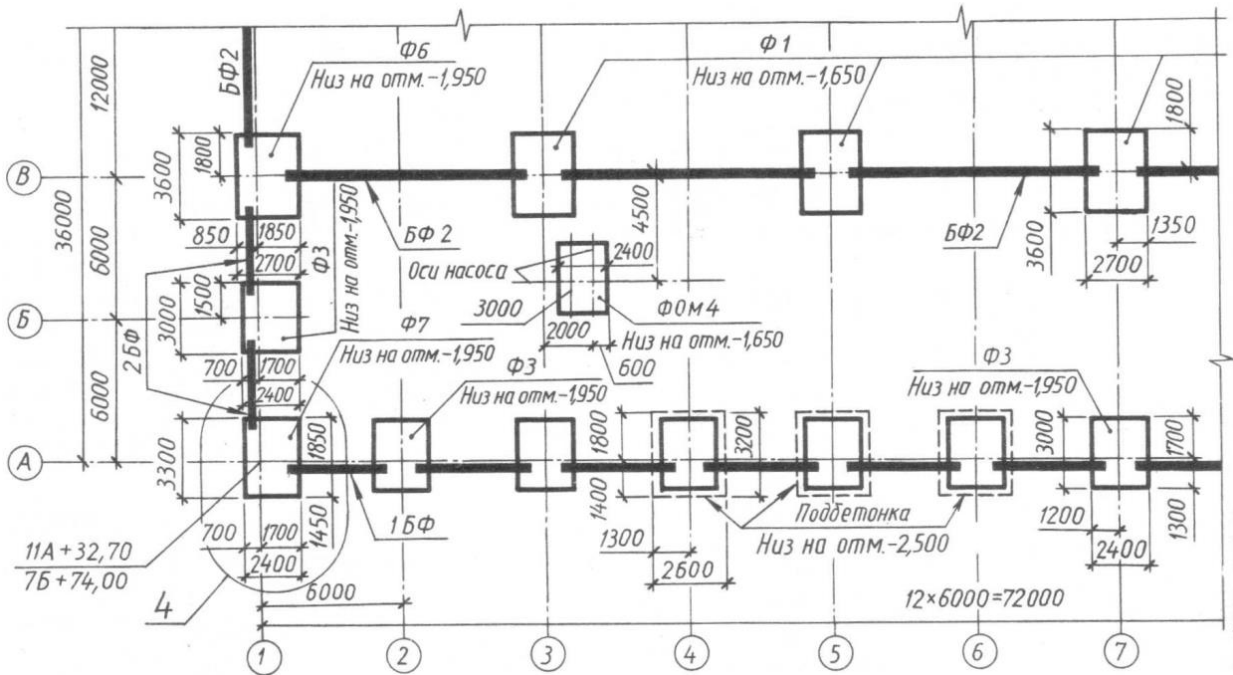 Ф6
Низ на отм.-1,950
Ф1
Низ на отм.-1,650
БФ2
12000
36000
6000
6000
3600
1800
1800
В
850
1850
2700
Ф3
Низ на отм.-1,950
БФ 2
4500
БФ2
3600
1350
2700
Оси насоса
2400
3000
ФОМ4
Низ на отм.-1,650
2000
600
Б
3000
1500
2БФ
Ф7
Низ на отм.-1,950
700
1700
2400
Ф3
Низ на отм.-1,950
Ф3
Низ на отм.-1,950
А
3300
1850
1450
1800
3200
1400
3000
1700
1300
1БФ
Подбетонка
Низ на отм.-2,500
700
1700
2400
1300
2600
1200
2400
11А+32,70
7Б+74,00
4
6000
12×6000=72000
1
2
3
4
5
6
7